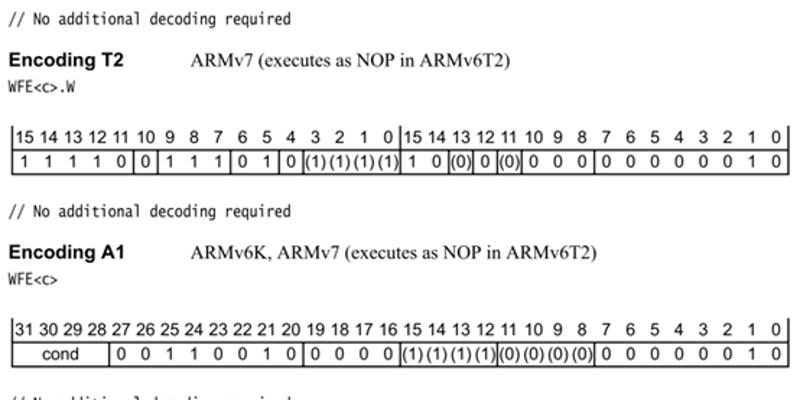 // No additional decoding required
Encoding T2 ARMv7 (executes as NOP in ARMv6T2)
WFE<c>.W
15 14 13 12 11 10 9 8 7 6 5 4 3 2 1 0 15 14 13 12 11 10 9 8 7 6 5 4 3 2 1 0
1 1 1 1 0 0 1 1 1 0 1 0 (1) (1) (1) (1) 1 0 (0) 0 (0) 0 0 0 0 0 0 0 0 0 1 0
// No additional decoding required
Encoding A1 ARMv6K, ARMv7 (executes as NOP in ARMv6T2)
WFE<c>
31 30 29 28 27 26 25 24 23 22 21 20 19 18 17 16 15 14 13 12 11 10 9 8 7 6 5 4 3 2 1 0
cond 0 0 1 1 0 0 1 0 0 0 0 0 (1) (1) (1) (1) (0) (0) (0) (0) 0 0 0 0 0 0 1 0